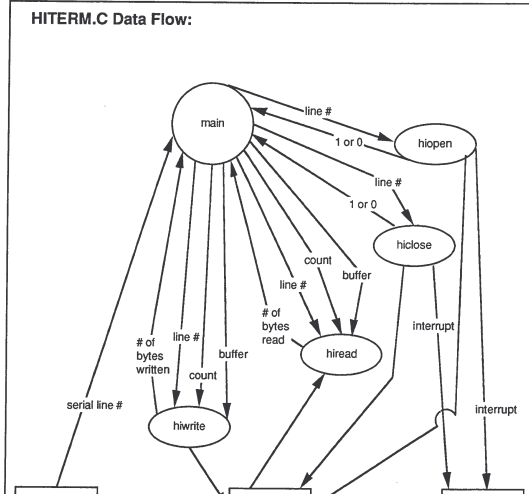 HITERM.C Data Flow:
main
line #
1 or 0
hiopen
line #
1 or 0
hiclose
count
buffer
line #
# of
bytes
read
interrupt
hiread
# of
bytes
written
line #
count
buffer
serial line #
interrupt
hiwrite